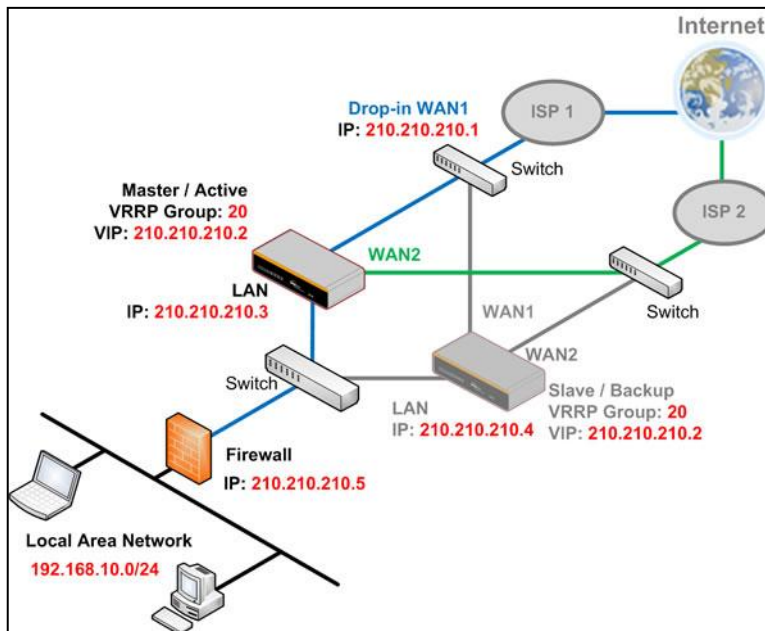 Internet
ISP 1
Drop-in WAN1
IP: 210.210.210.1
Switch
Master / Active
VRRP Group: 20
VIP: 210.210.210.2
ISP 2
WAN2
LAN
IP: 210.210.210.3
Switch
WAN1
WAN2
Switch
LAN
IP: 210.210.210.4
Slave / Backup
VRRP Group: 20
VIP: 210.210.210.2
Firewall
IP: 210.210.210.5
Local Area Network
192.168.10.0/24